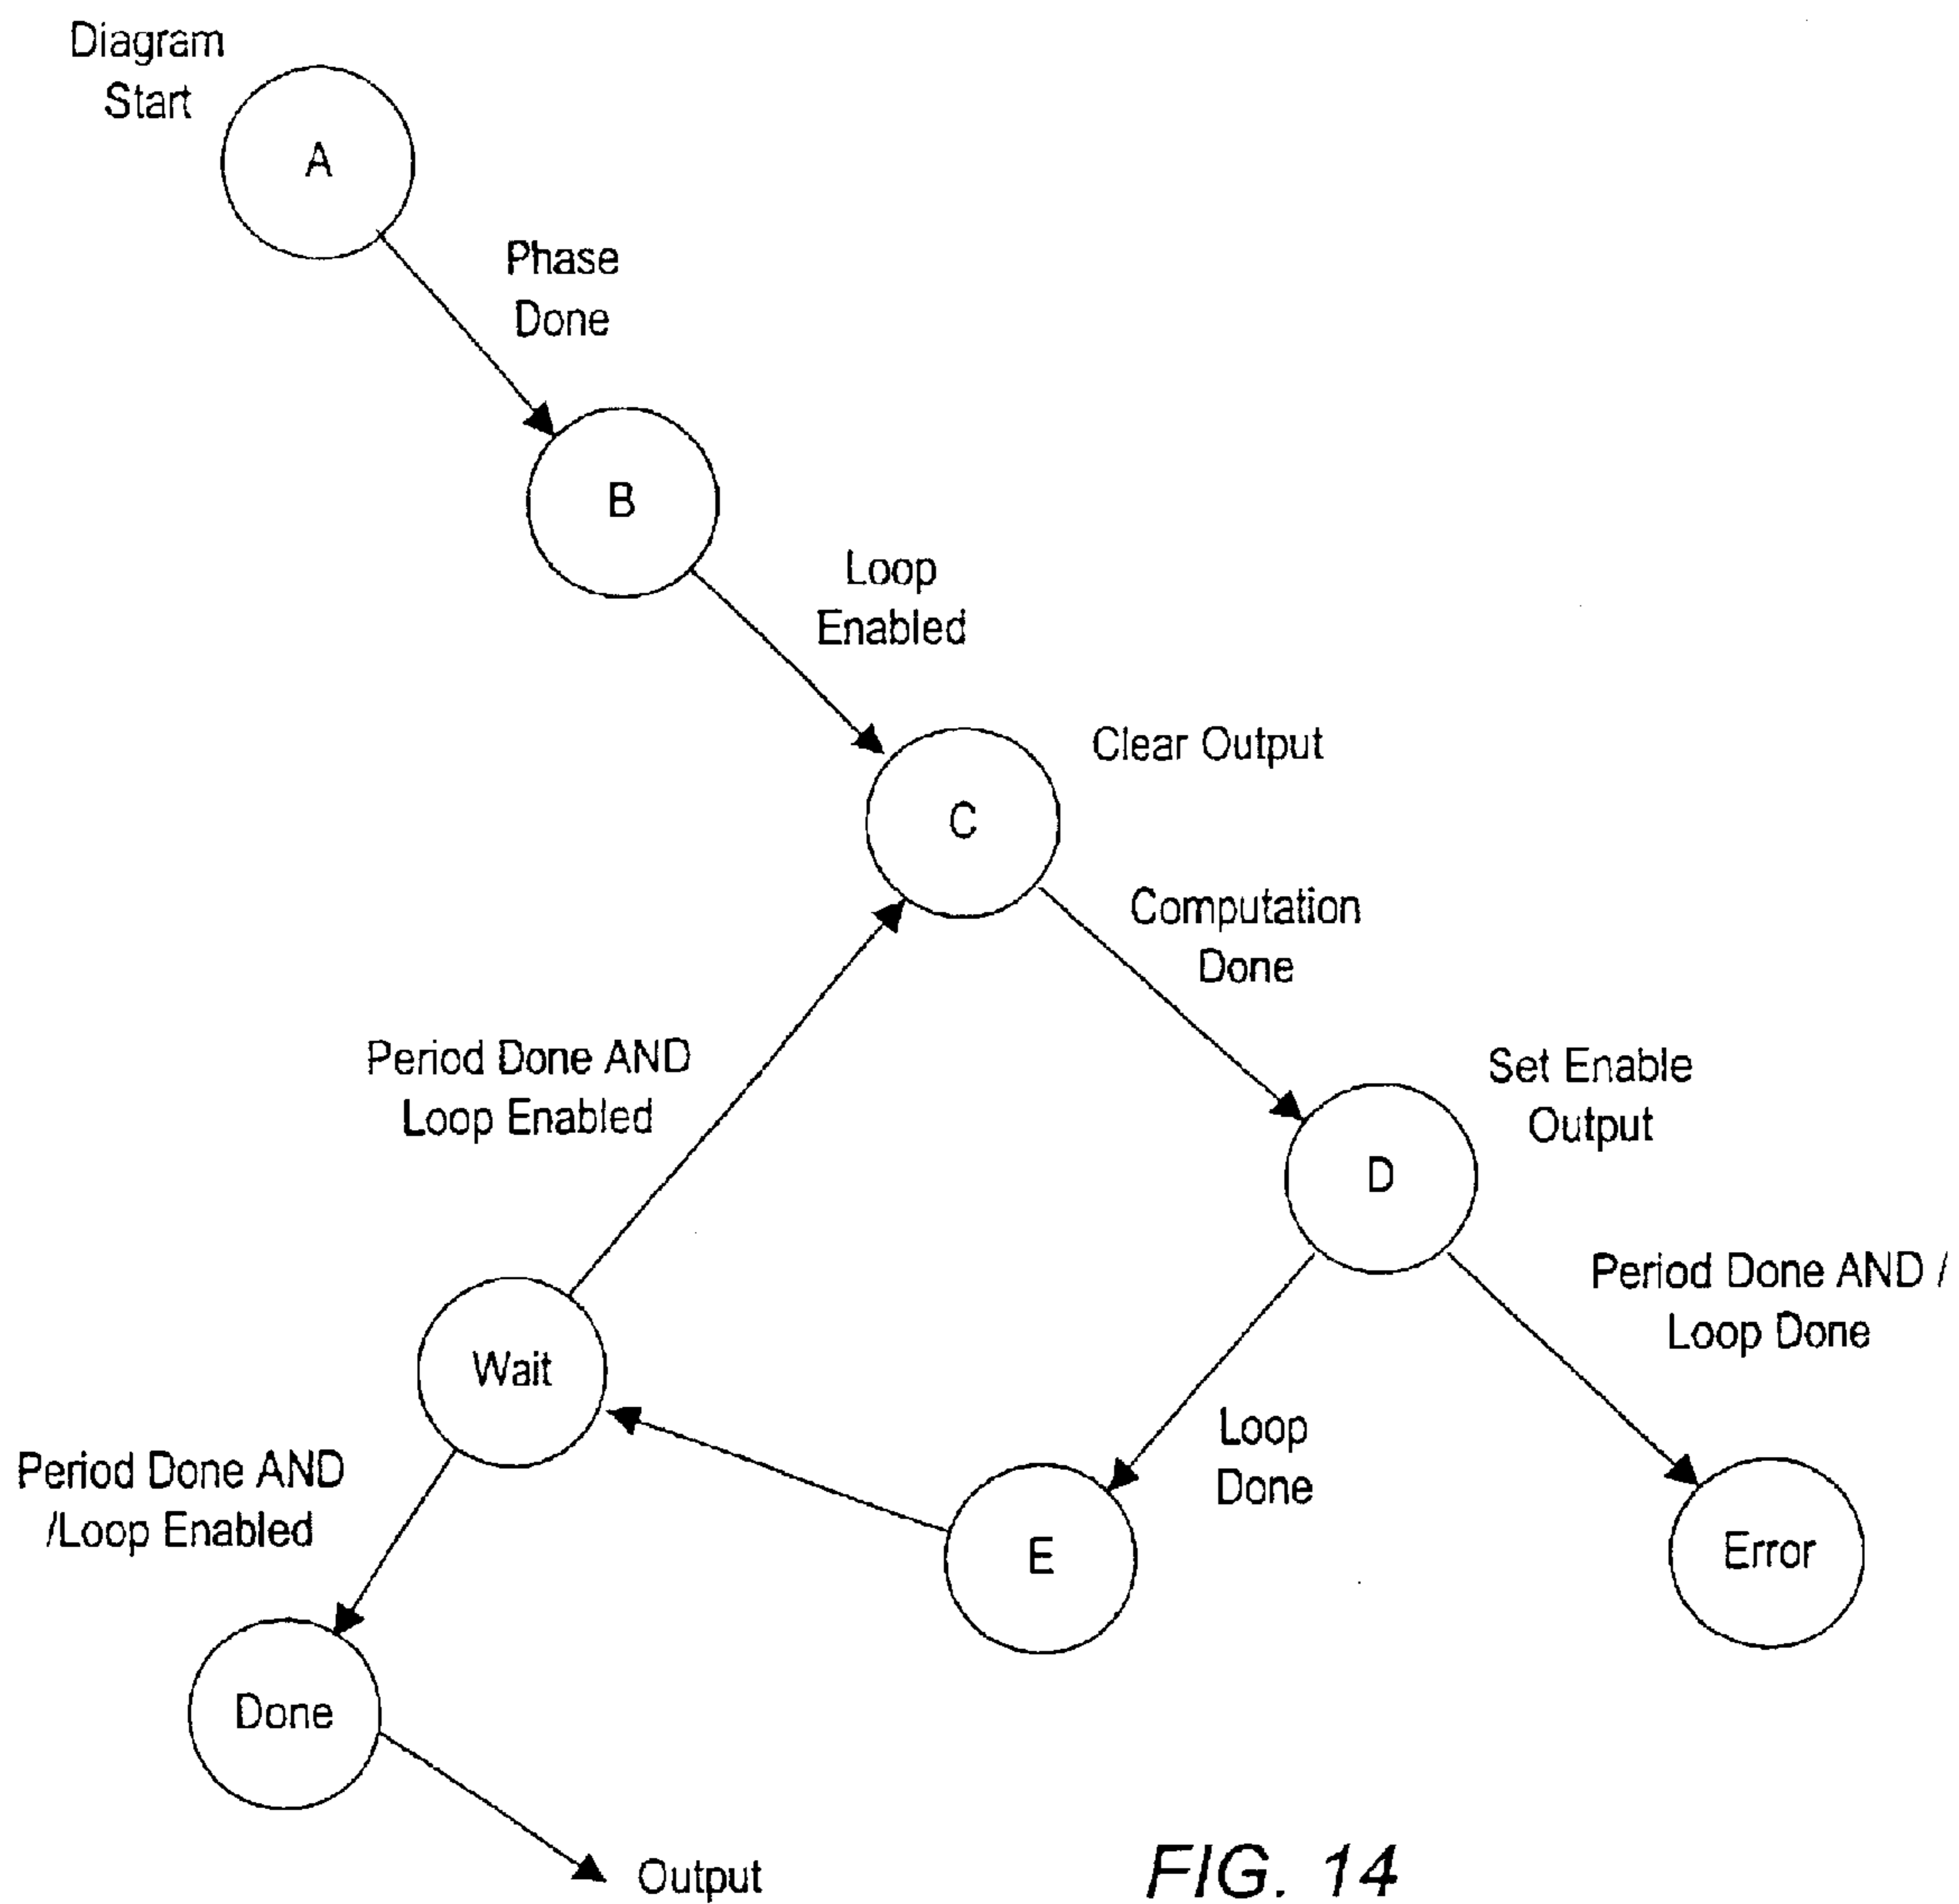 Diagram
Start
A
Phase
Done
B
Loop
Enabled
Clear Output
C
Computation
Done
Period Done AND
Loop Enabled
Set Enable
Output
D
Period Done AND /
Loop Done
Wait
Loop
Done
Period Done AND
/Loop Enabled
E
Error
Done
Output
FIG. 14